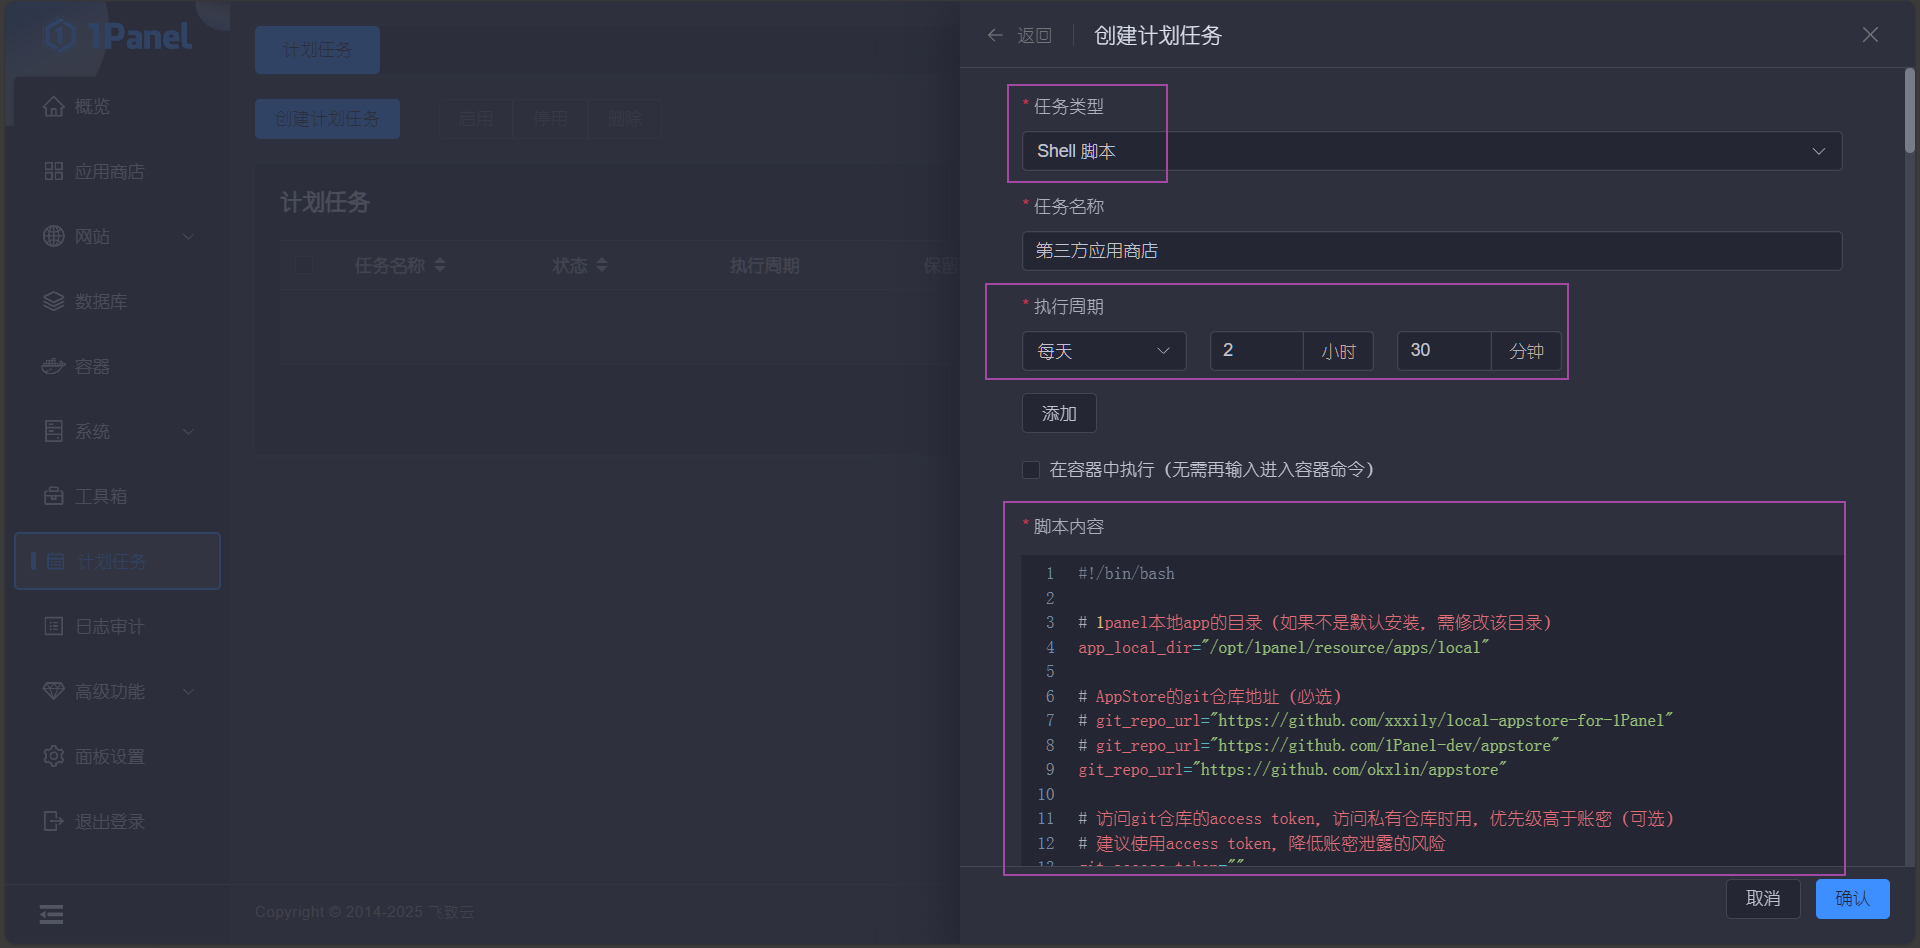 1Panel
概览
应用商店
网站
数据库
容器
系统
工具箱
计划任务
日志审计
高级功能
面板设置
退出登录
计划任务
创建计划任务
启用
停用
删除
计划任务
任务名称
状态
执行周期
保留
Copyright © 2014-2025 飞致云
返回
创建计划任务
* 任务类型
Shell 脚本
* 任务名称
第三方应用商店
* 执行周期
每天
2
小时
30
分钟
添加
在容器中执行（无需再输入进入容器命令）
* 脚本内容
1 #!/bin/bash
2
3 # 1panel本地app的目录（如果不是默认安装，需修改该目录）
4 app_local_dir="/opt/1panel/resource/apps/local"
5
6 # AppStore的git仓库地址（必选）
7 # git_repo_url="https://github.com/xxxily/local-appstore-for-1Panel"
8 # git_repo_url="https://github.com/1Panel-dev/appstore"
9 git_repo_url="https://github.com/okxlin/appstore"
10
11 # 访问git仓库的access token，访问私有仓库时用，优先级高于账密（可选）
12 # 建议使用access token，降低账密泄露的风险
13 git_access_token=""
取消
确认